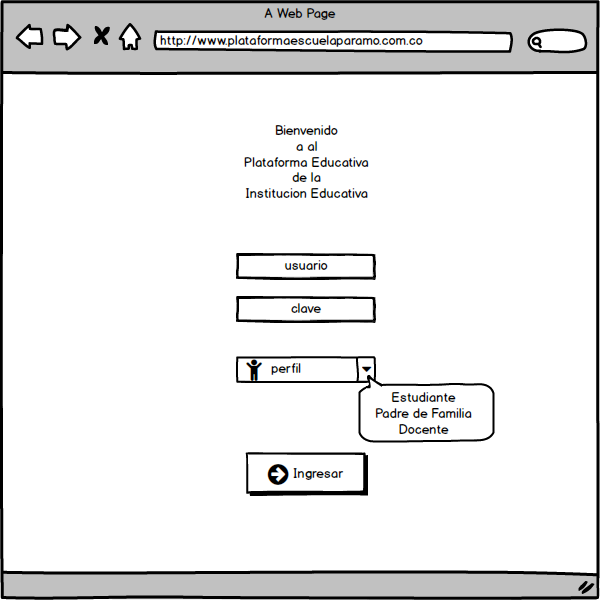 A Web Page
http://www.plataformaescuelaparamo.com.co
Bienvenido
a al
Plataforma Educativa
de la
Institucion Educativa
usuario
clave
perfil
Estudiante
Padre de Familia
Docente
Ingresar